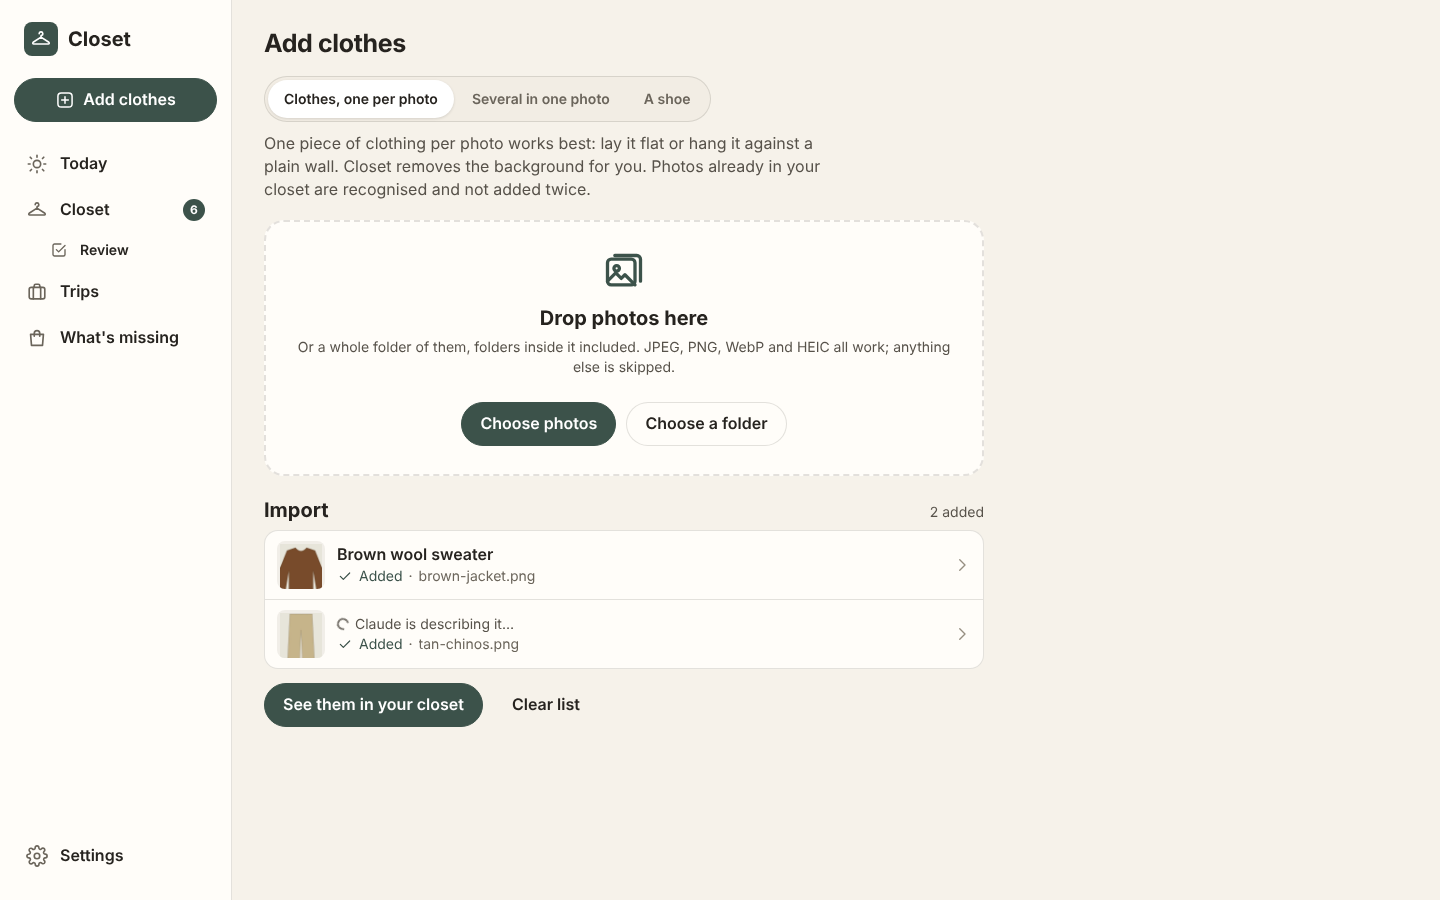 Closet
Add clothes
Today
Closet
6
Review
Trips
What's missing
Settings
Add clothes
Clothes, one per photo
Several in one photo
A shoe
One piece of clothing per photo works best: lay it flat or hang it against a
plain wall. Closet removes the background for you. Photos already in your
closet are recognised and not added twice.
Drop photos here
Or a whole folder of them, folders inside it included. JPEG, PNG, WebP and HEIC all work; anything
else is skipped.
Choose photos
Choose a folder
Import
2 added
Brown wool sweater
Added · brown-jacket.png
Claude is describing it...
Added · tan-chinos.png
See them in your closet
Clear list